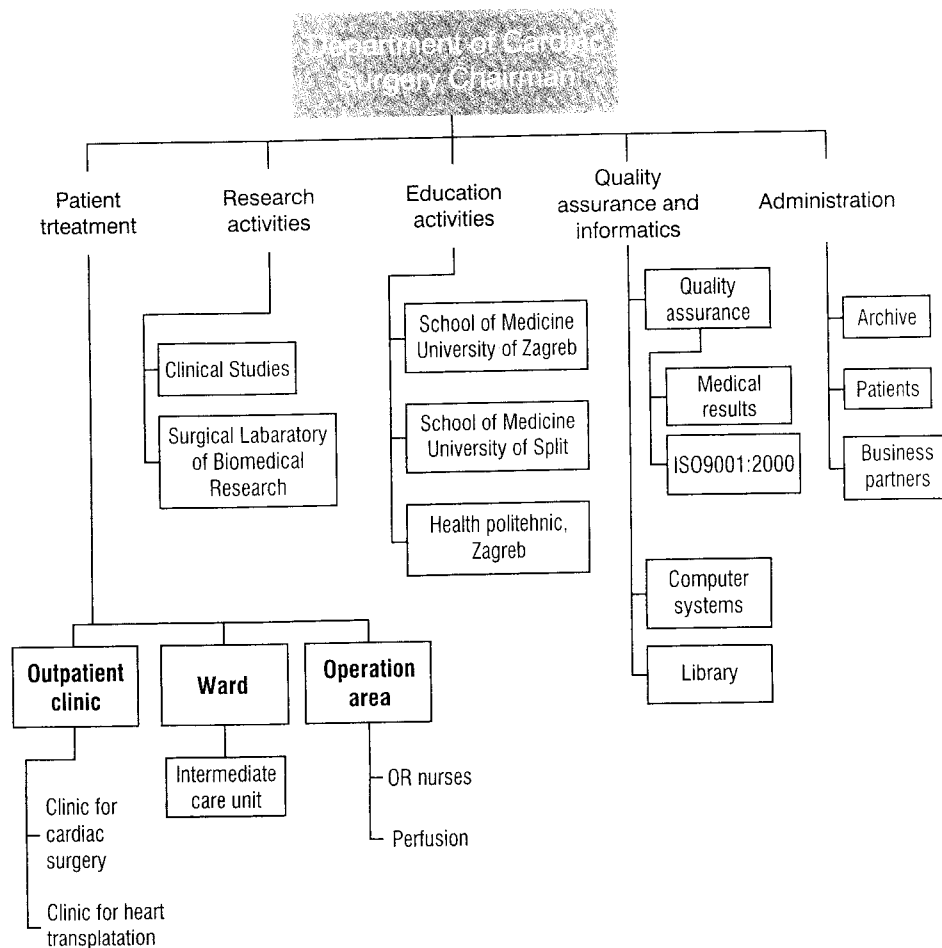 Department of Cardiac
Surgery Chairman
Patient
trteatment
Research
activities
Education
activities
Quality
assurance and
informatics
Administration
Clinical Studies
Surgical Labaratory
of Biomedical
Research
School of Medicine
University of Zagreb
School of Medicine
University of Split
Health politehnic,
Zagreb
Quality
assurance
Medical
results
ISO9001:2000
Computer
systems
Library
Archive
Patients
Business
partners
Outpatient
clinic
Ward
Operation
area
Clinic for
cardiac
surgery
Clinic for heart
transplatation
Intermediate
care unit
OR nurses
Perfusion